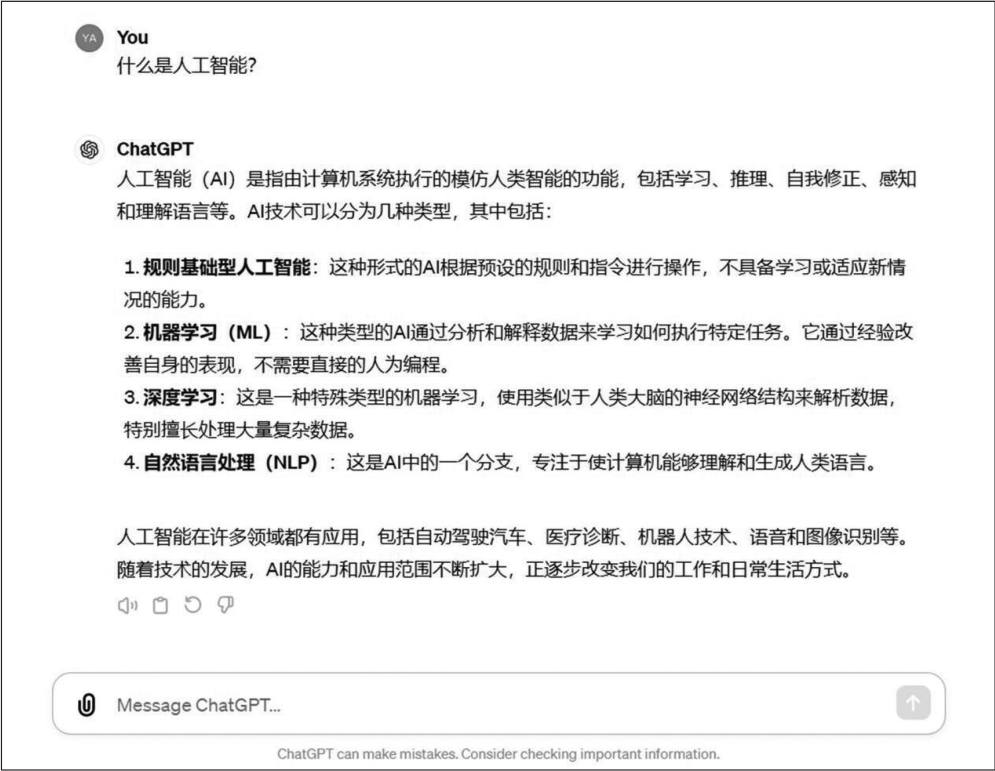 YA
You
什么是人工智能?
ChatGPT
人工智能（AI）是指由计算机系统执行的模仿人类智能的功能，包括学习、推理、自我修正、感知
和理解语言等。AI技术可以分为几种类型，其中包括：
1. 规则基础型人工智能：这种形式的AI根据预设的规则和指令进行操作，不具备学习或适应新情
况的能力。
2. 机器学习（ML）：这种类型的AI通过分析和解释数据来学习如何执行特定任务。它通过经验改
善自身的表现，不需要直接的人为编程。
3. 深度学习：这是一种特殊类型的机器学习，使用类似于人类大脑的神经网络结构来解析数据，
特别擅长处理大量复杂数据。
4. 自然语言处理（NLP）：这是AI中的一个分支，专注于使计算机能够理解和生成人类语言。
人工智能在许多领域都有应用，包括自动驾驶汽车、医疗诊断、机器人技术、语音和图像识别等。
随着技术的发展，AI的能力和应用范围不断扩大，正逐步改变我们的工作和日常生活方式。
Message ChatGPT...
ChatGPT can make mistakes. Consider checking important information.